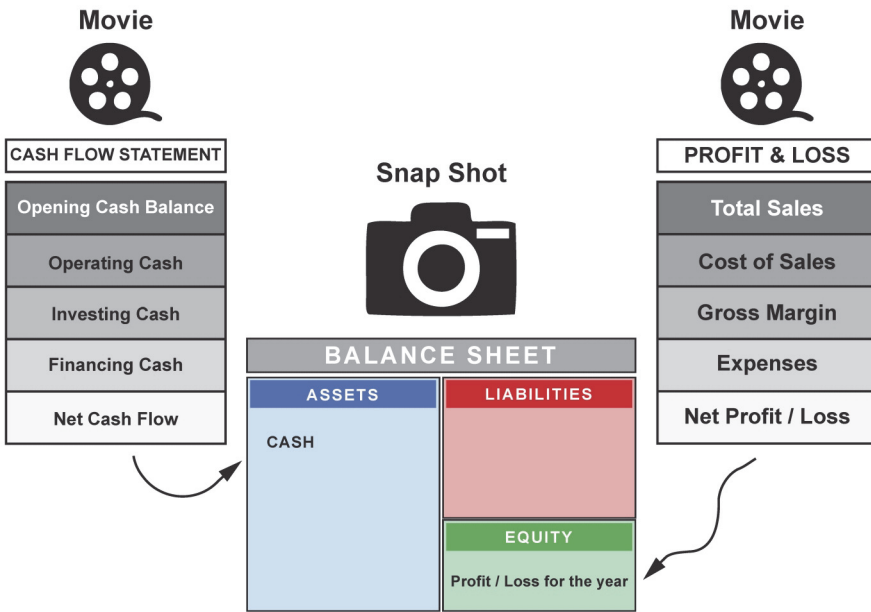 Movie
CASH FLOW STATEMENT
Opening Cash Balance
Operating Cash
Investing Cash
Financing Cash
Net Cash Flow
Snap Shot
BALANCE SHEET
ASSETS
CASH
LIABILITIES
EQUITY
Profit / Loss for the year
Movie
PROFIT & LOSS
Total Sales
Cost of Sales
Gross Margin
Expenses
Net Profit / Loss